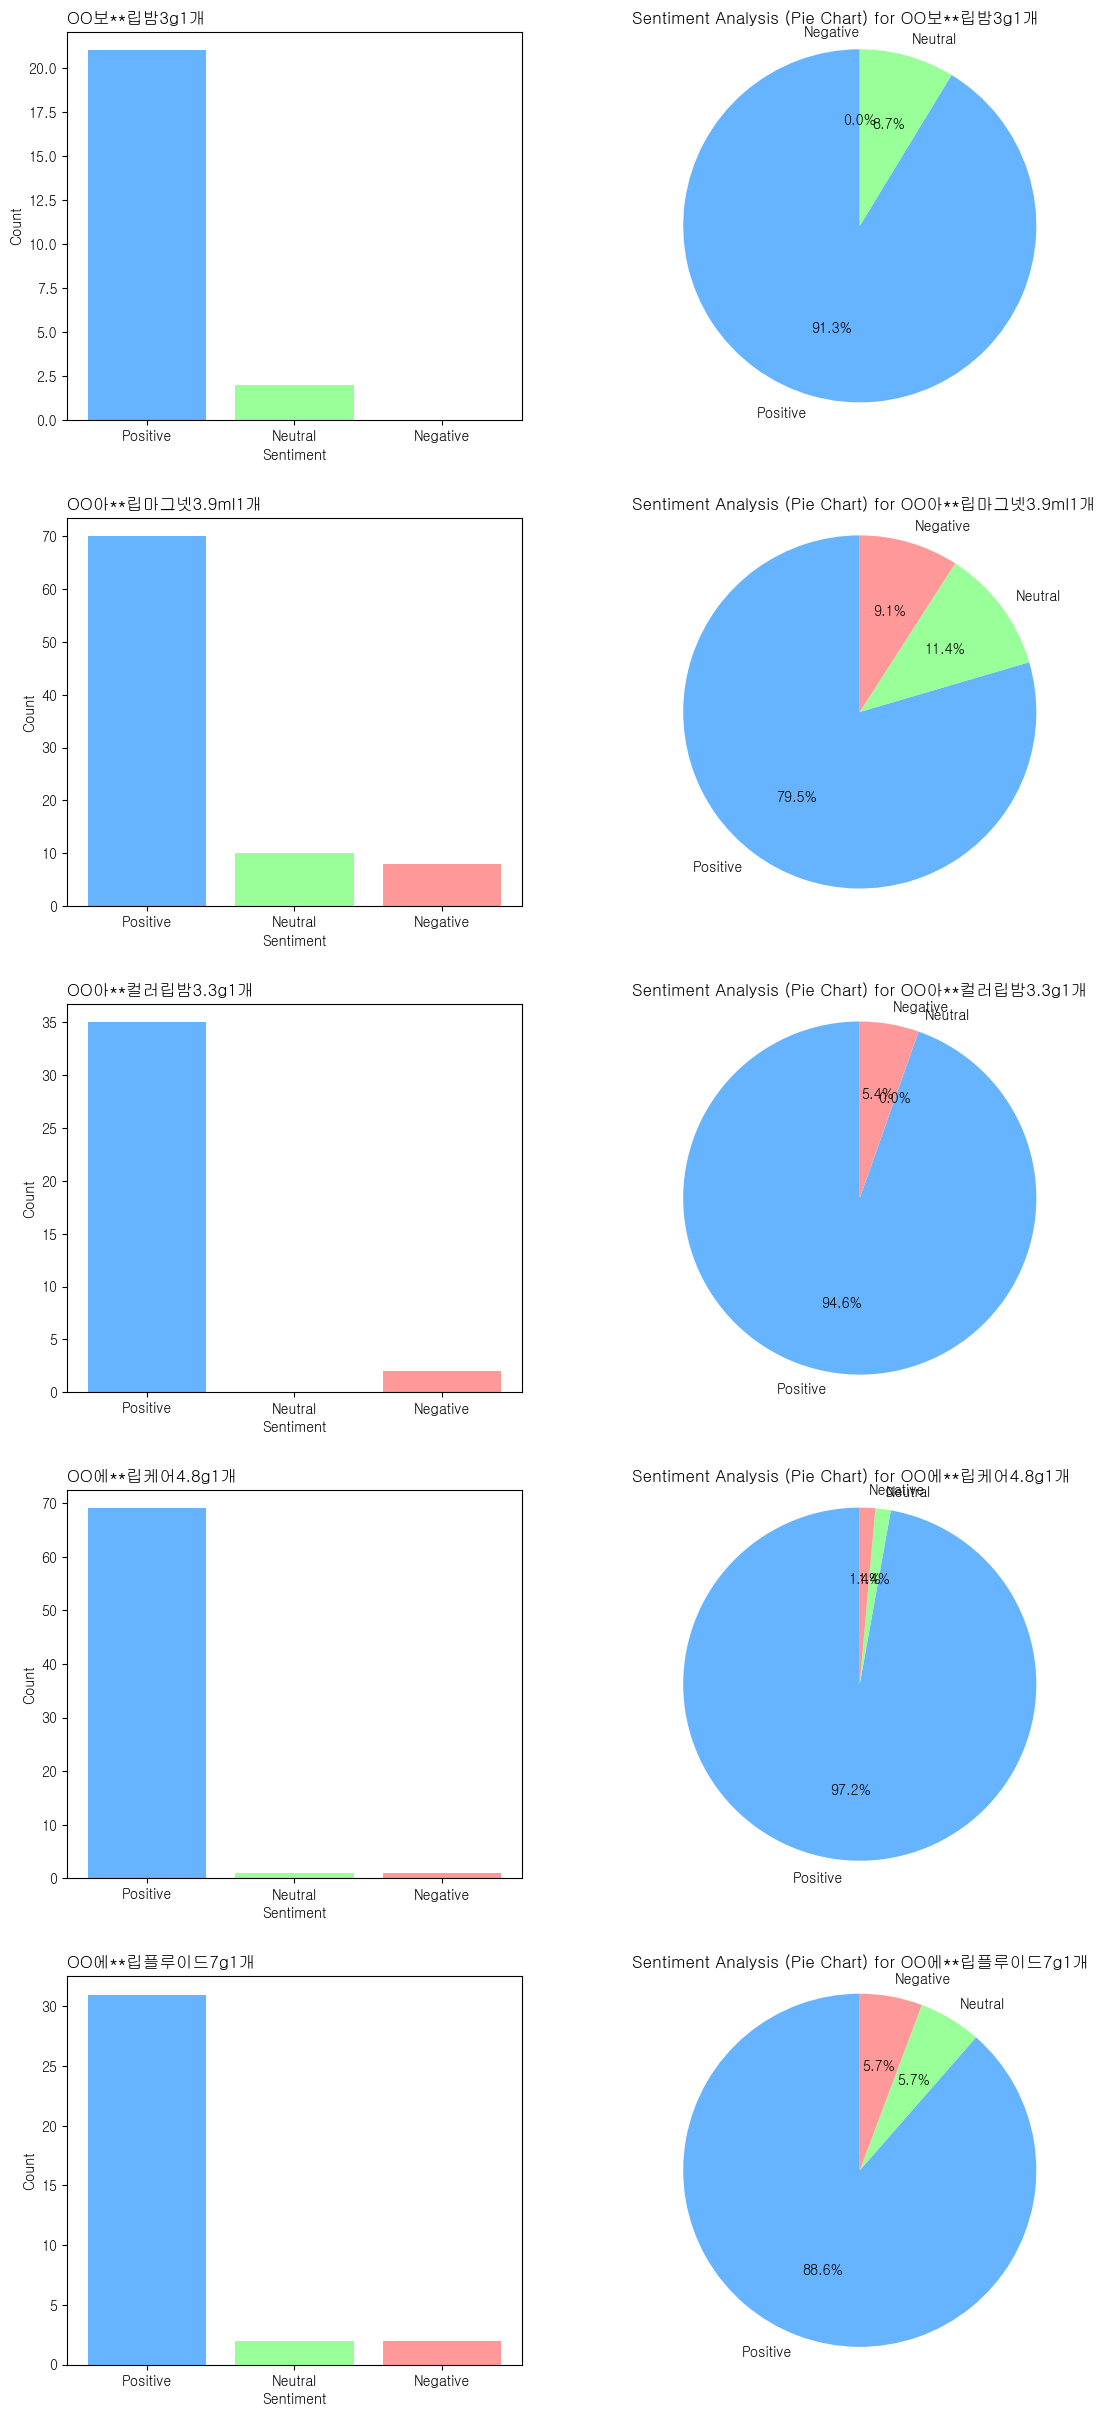 OO보**립밤3g1개
20.0
17.5
15.0
12.5
10.0
7.5
5.0
2.5
0.0
Count
Positive Neutral Negative
Sentiment
Sentiment Analysis (Pie Chart) for OO보**립밤3g1개
Negative
Neutral
0.0%
8.7%
91.3%
Positive
OO아**립마그넷3.9ml1개
70
60
50
40
30
20
10
0
Count
Positive Neutral Negative
Sentiment
Sentiment Analysis (Pie Chart) for OO아**립마그넷3.9ml1개
Negative
Neutral
9.1%
11.4%
79.5%
Positive
OO아**컬러립밤3.3g1개
35
30
25
20
15
10
5
0
Count
Positive Neutral Negative
Sentiment
Sentiment Analysis (Pie Chart) for OO아**컬러립밤3.3g1개
Negative
Neutral
5.4%
0.0%
94.6%
Positive
OO에**립케어4.8g1개
70
60
50
40
30
20
10
0
Count
Positive Neutral Negative
Sentiment
Sentiment Analysis (Pie Chart) for OO에**립케어4.8g1개
Negative
Neutral
1.4%
1.4%
97.2%
Positive
OO에**립플루이드7g1개
30
25
20
15
10
5
0
Count
Positive Neutral Negative
Sentiment
Sentiment Analysis (Pie Chart) for OO에**립플루이드7g1개
Negative
Neutral
5.7%
5.7%
88.6%
Positive